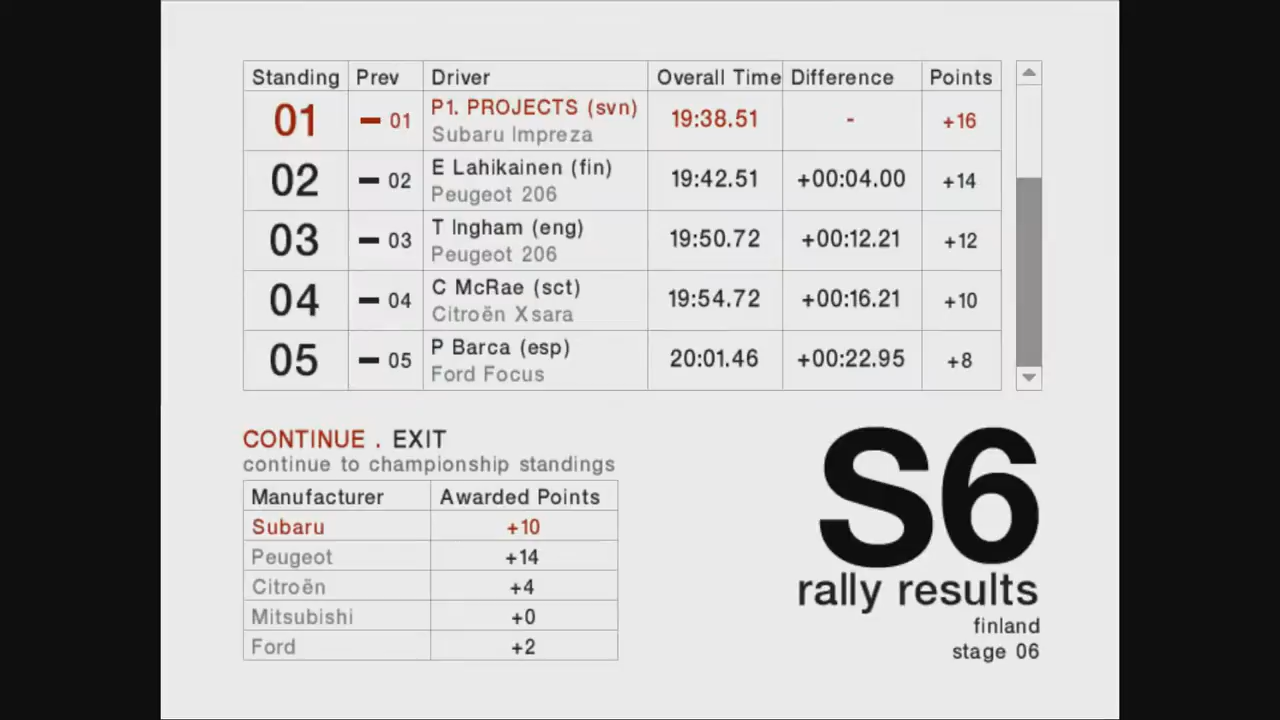 Standing Prev Driver Overall Time Difference Points
01 01 P1. PROJECTS (svn) 19:38.51 - +16
Subaru Impreza
02 02 E Lahikainen (fin) 19:42.51 +00:04.00 +14
Peugeot 206
03 03 T Ingham (eng) 19:50.72 +00:12.21 +12
Peugeot 206
04 04 C McRae (sct) 19:54.72 +00:16.21 +10
Citroën Xsara
05 05 P Barca (esp) 20:01.46 +00:22.95 +8
Ford Focus
CONTINUE . EXIT
continue to championship standings
Manufacturer Awarded Points
Subaru +10
Peugeot +14
Citroën +4
Mitsubishi +0
Ford +2
S6
rally results
finland
stage 06